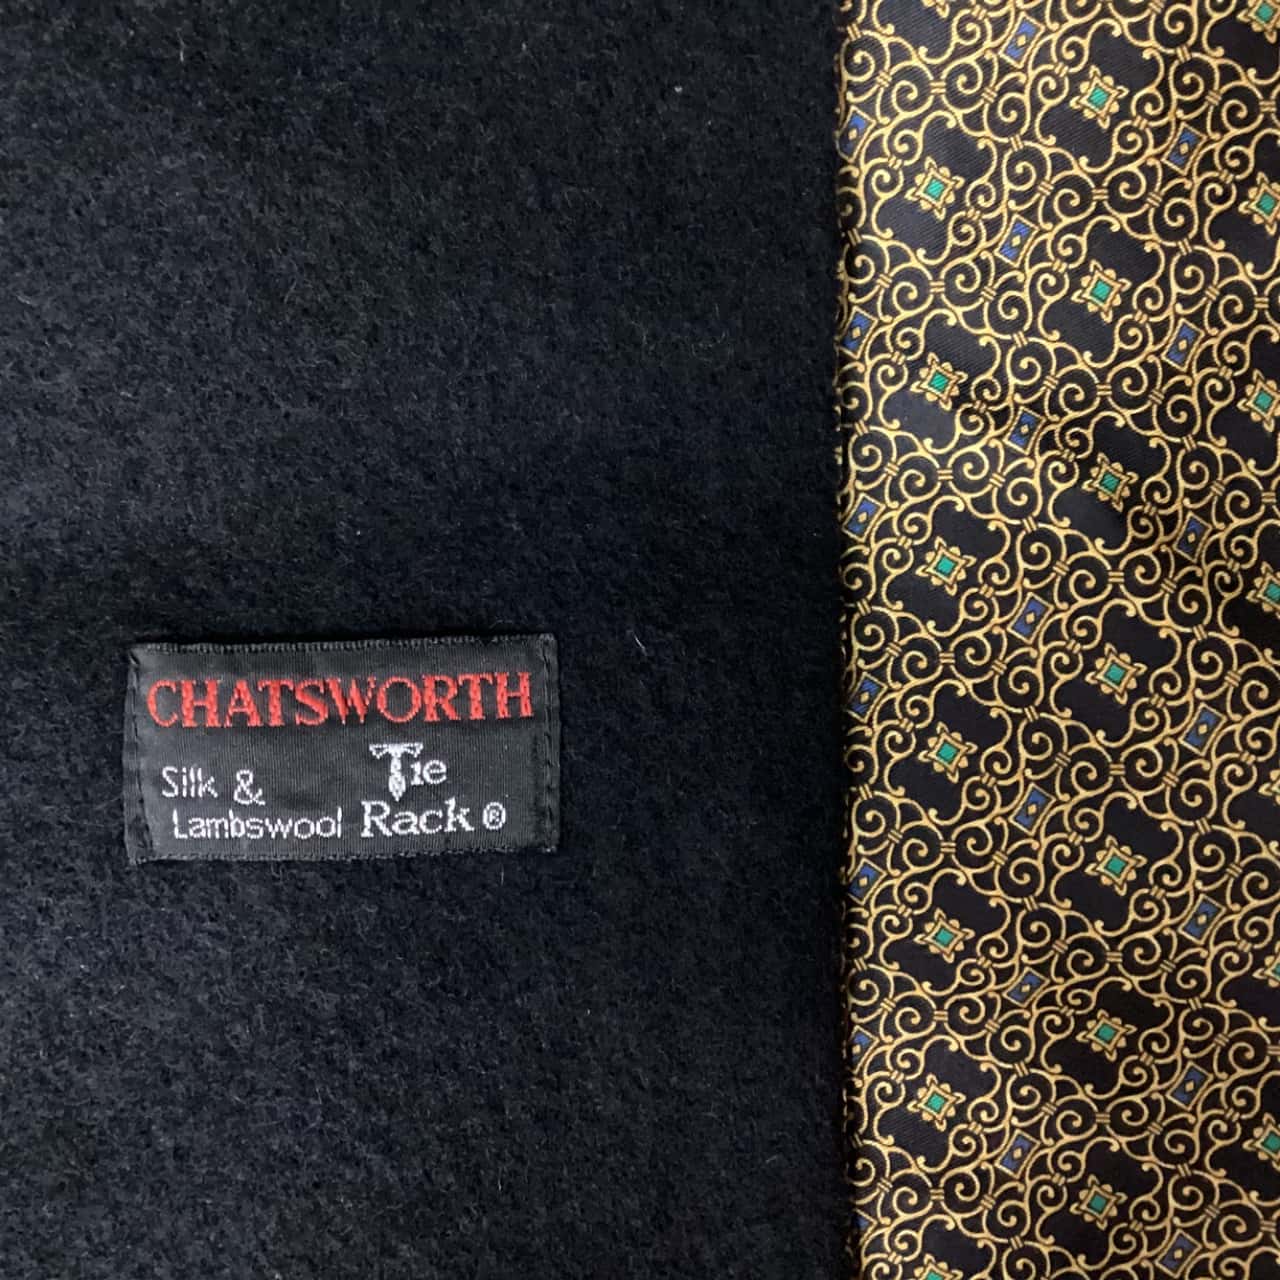 CHATSWORTH
Silk & Tie
Lambswool Rack ®